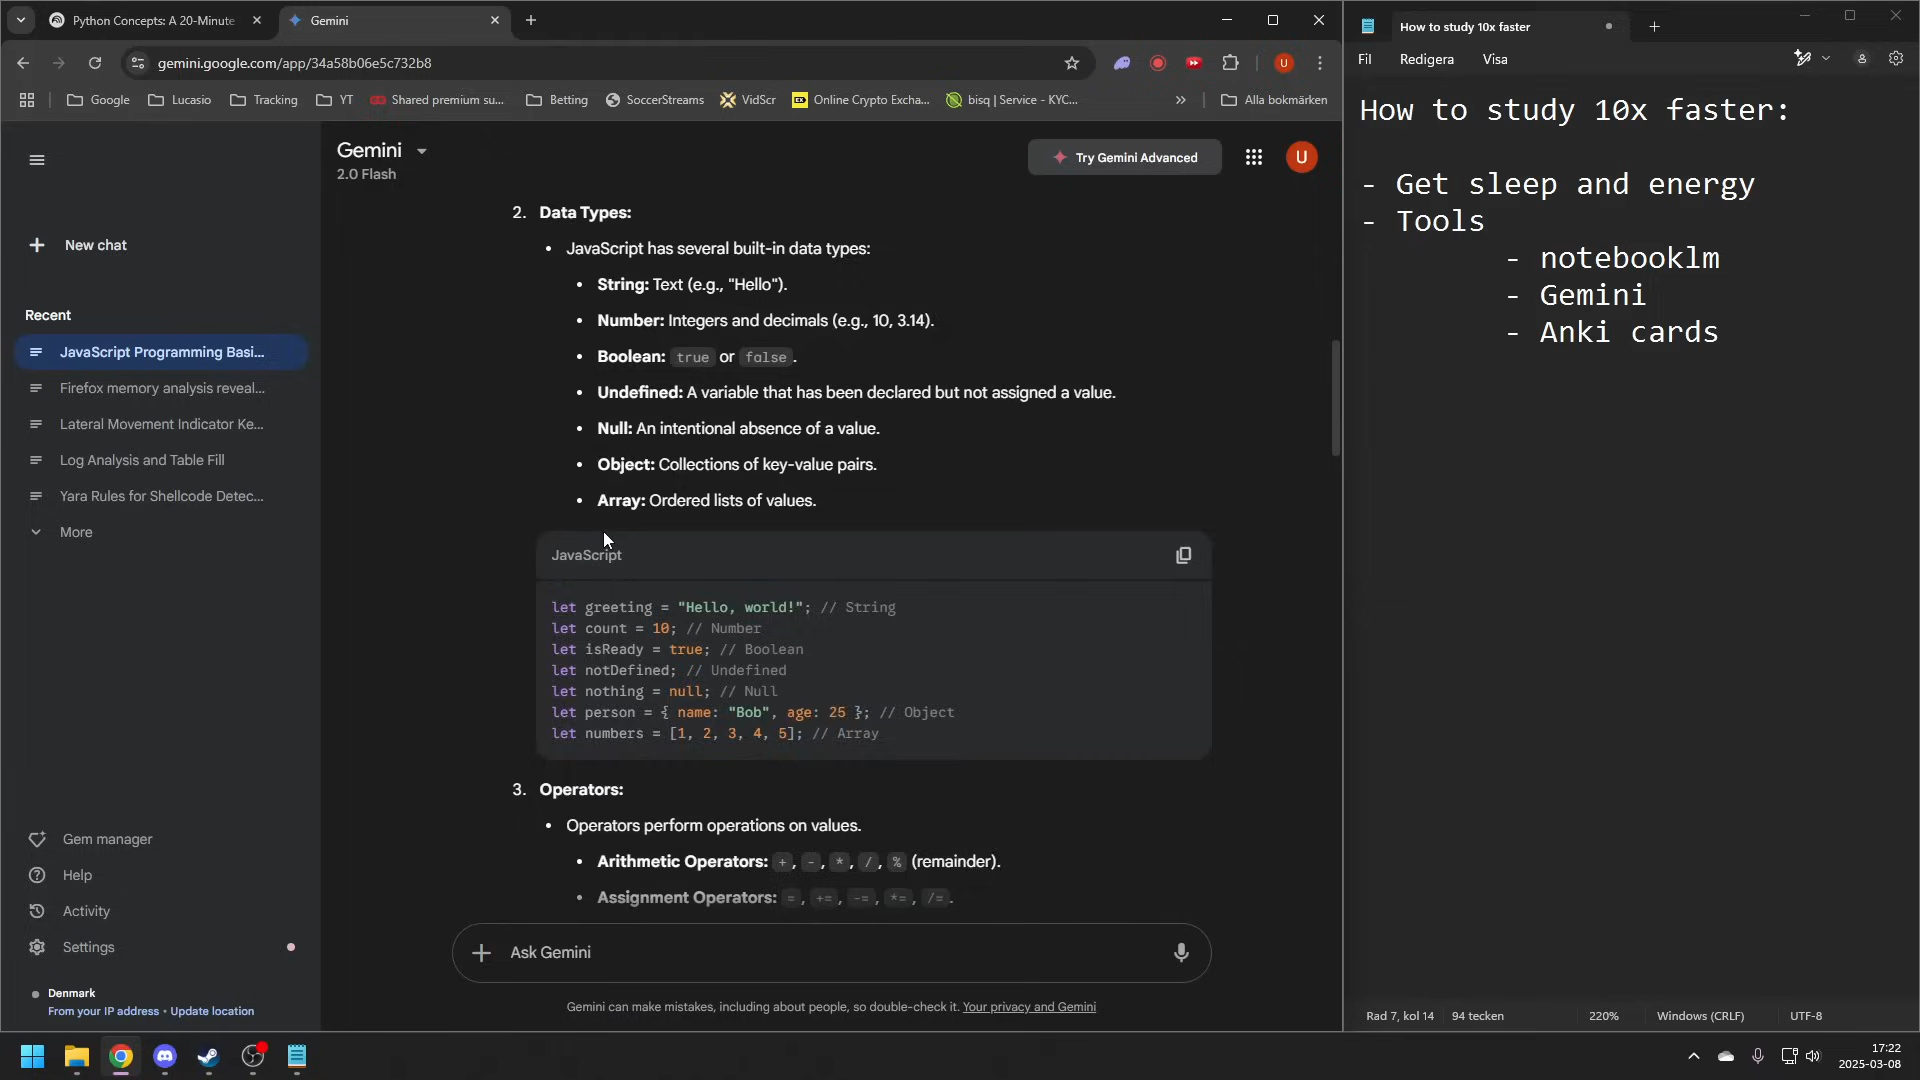 Python Concepts: A 20-Minute
Gemini
gemini.google.com/app/34a58b06e5c732b8
U
Google
Lucasio
Tracking
YT
Shared premium su...
Betting
SoccerStreams
VidScr
Online Crypto Excha...
bisq | Service - KYC...
»
Alla bokmärken
Gemini
2.0 Flash
Try Gemini Advanced
U
New chat
Recent
JavaScript Programming Basi...
Firefox memory analysis reveal...
Lateral Movement Indicator Ke...
Log Analysis and Table Fill
Yara Rules for Shellcode Detec...
More
Gem manager
Help
Activity
Settings
Denmark
From your IP address • Update location
2. Data Types:
• JavaScript has several built-in data types:
• String: Text (e.g., "Hello").
• Number: Integers and decimals (e.g., 10, 3.14).
• Boolean: true or false.
• Undefined: A variable that has been declared but not assigned a value.
• Null: An intentional absence of a value.
• Object: Collections of key-value pairs.
• Array: Ordered lists of values.
JavaScript
let greeting = "Hello, world!"; // String
let count = 10; // Number
let isReady = true; // Boolean
let notDefined; // Undefined
let nothing = null; // Null
let person = { name: "Bob", age: 25 }; // Object
let numbers = [1, 2, 3, 4, 5]; // Array
3. Operators:
• Operators perform operations on values.
• Arithmetic Operators: +, -, *, /, % (remainder).
• Assignment Operators: =, +=, -=, *=, /=.
Ask Gemini
Gemini can make mistakes, including about people, so double-check it. Your privacy and Gemini
How to study 10x faster
Fil
Redigera
Visa
How to study 10x faster:
- Get sleep and energy
- Tools
- notebooklm
- Gemini
- Anki cards
Rad 7, kol 14
94 tecken
220%
Windows (CRLF)
UTF-8
17:22
2025-03-08